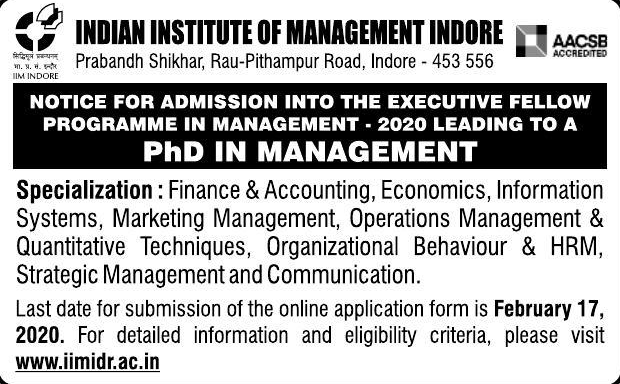 INDIAN INSTITUTE OF MANAGEMENT INDORE
Prabandh Shikhar, Rau-Pithampur Road, Indore - 453 556
सिद्धिमूलं प्रबन्धनम्
भा. प्र. सं. इन्दौर
IIM INDORE
AACSB
ACCREDITED
NOTICE FOR ADMISSION INTO THE EXECUTIVE FELLOW
PROGRAMME IN MANAGEMENT - 2020 LEADING TO A
PhD IN MANAGEMENT
Specialization : Finance & Accounting, Economics, Information
Systems, Marketing Management, Operations Management &
Quantitative Techniques, Organizational Behaviour & HRM,
Strategic Management and Communication.
Last date for submission of the online application form is February 17,
2020. For detailed information and eligibility criteria, please visit
www.iimidr.ac.in